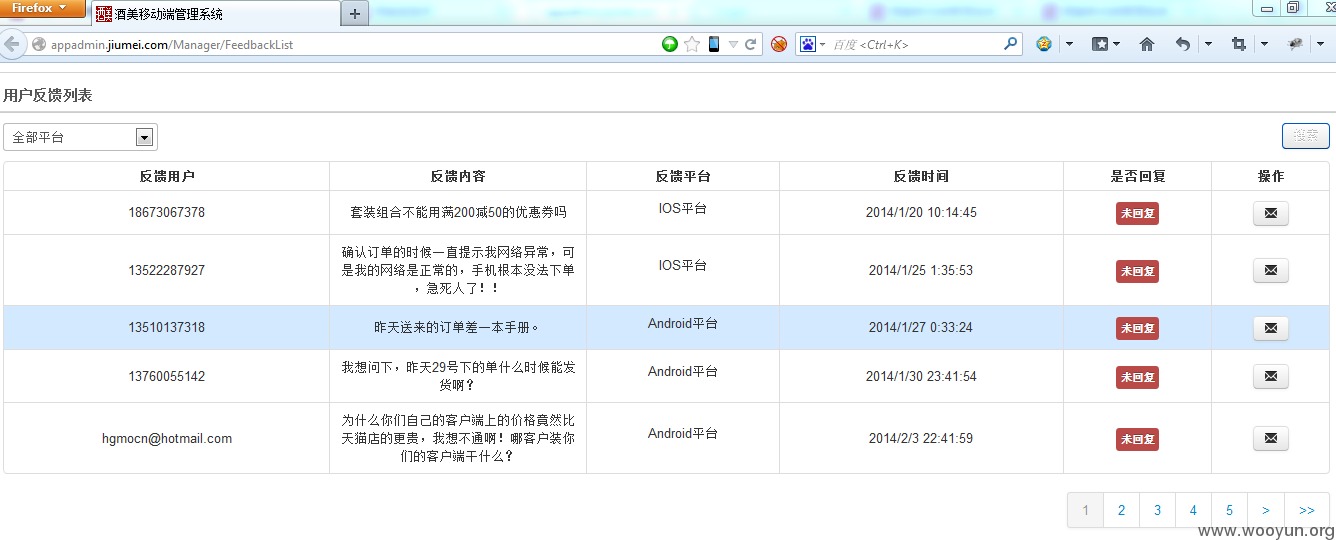 Firefox
酒美移动端管理系统
appadmin.jiumei.com/Manager/FeedbackList
百度 <Ctrl+K>
用户反馈列表
全部平台
搜索
反馈用户 反馈内容 反馈平台 反馈时间 是否回复 操作
18673067378 套装组合不能用满200减50的优惠券吗 IOS平台 2014/1/20 10:14:45 未回复
确认订单的时候一直提示我网络异常，可
13522287927 是我的网络是正常的，手机根本没法下单 IOS平台 2014/1/25 1:35:53 未回复
，急死人了！！
13510137318 昨天送来的订单差一本手册。 Android平台 2014/1/27 0:33:24 未回复
我想问下，昨天29号下的单什么时候能发
13760055142 货啊？ Android平台 2014/1/30 23:41:54 未回复
为什么你们自己的客户端上的价格竟然比
hgmocn@hotmail.com 天猫店的更贵，我想不通啊！哪客户装你 Android平台 2014/2/3 22:41:59 未回复
们的客户端干什么？
1 2 3 4 5 > >>
www.wooyun.org